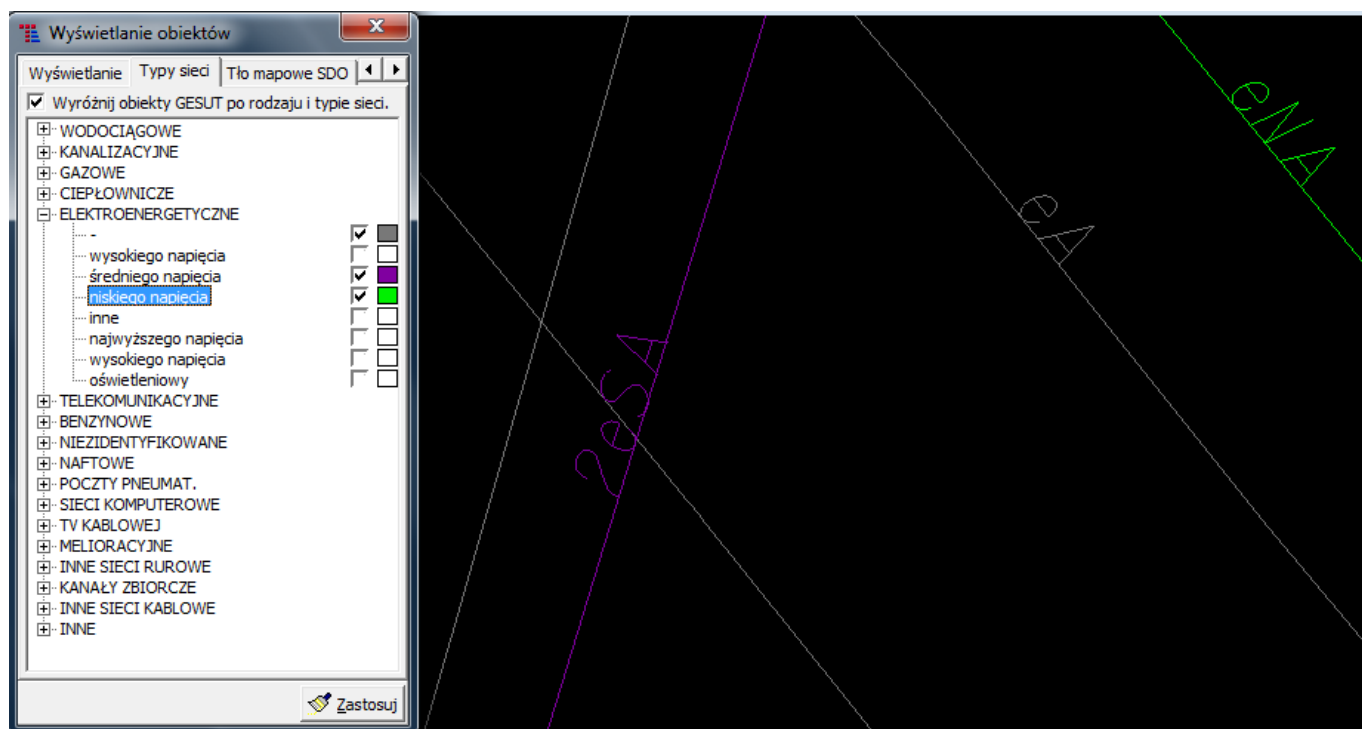 Wyświetlanie obiektów
Wyświetlanie Typy sieci Tło mapowe SDO
Wyróżnij obiekty GESUT po rodzaju i typie sieci.
WODOCIĄGOWE
KANALIZACYJNE
GAZOWE
CIEPŁOWNICZE
ELEKTROENERGETYCZNE
-
wysokiego napięcia
średniego napięcia
niskiego napięcia
inne
najwyższego napięcia
wysokiego napięcia
oświetleniowy
TELEKOMUNIKACYJNE
BENZYNOWE
NIEZIDENTYFIKOWANE
NAFTOWE
POCZTY PNEUMAT.
SIECI KOMPUTEROWE
TV KABLOWEJ
MELIORACYJNE
INNE SIECI RUROWE
KANAŁY ZBIORCZE
INNE SIECI KABLOWE
INNE
Zastosuj
2eSA
eA
eNA